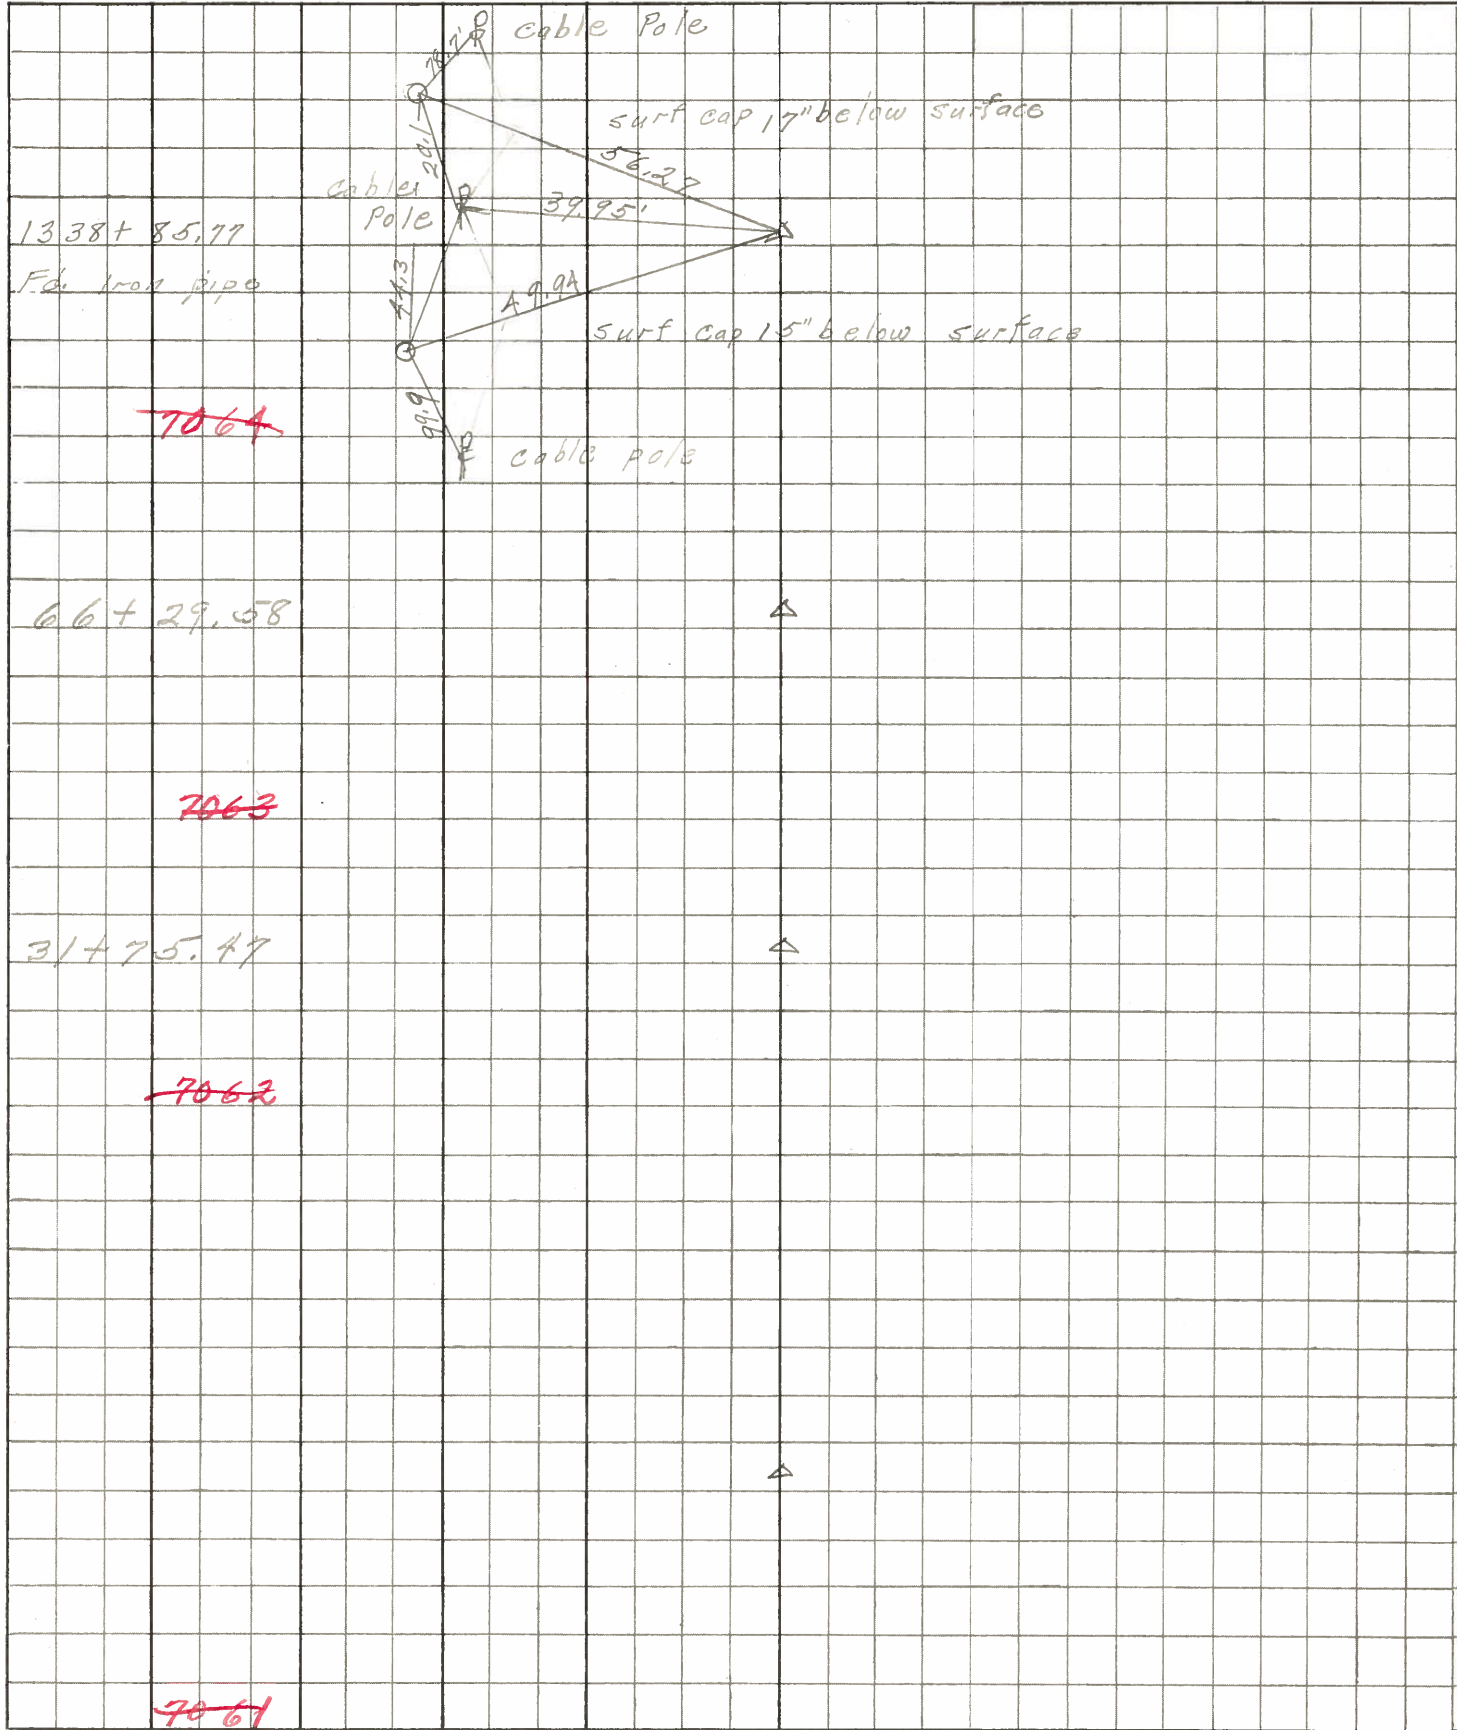 cable Pole
78.7'
surf cap 17" below surface
20.1
56.27
cable
Pole
39.95'
1338+85.77
Fd. Iron pipe
44.3
49.94
surf cap 15" below surface
7064
99.9
cable pole
66+29.58
7063
31+75.47
7062
7061